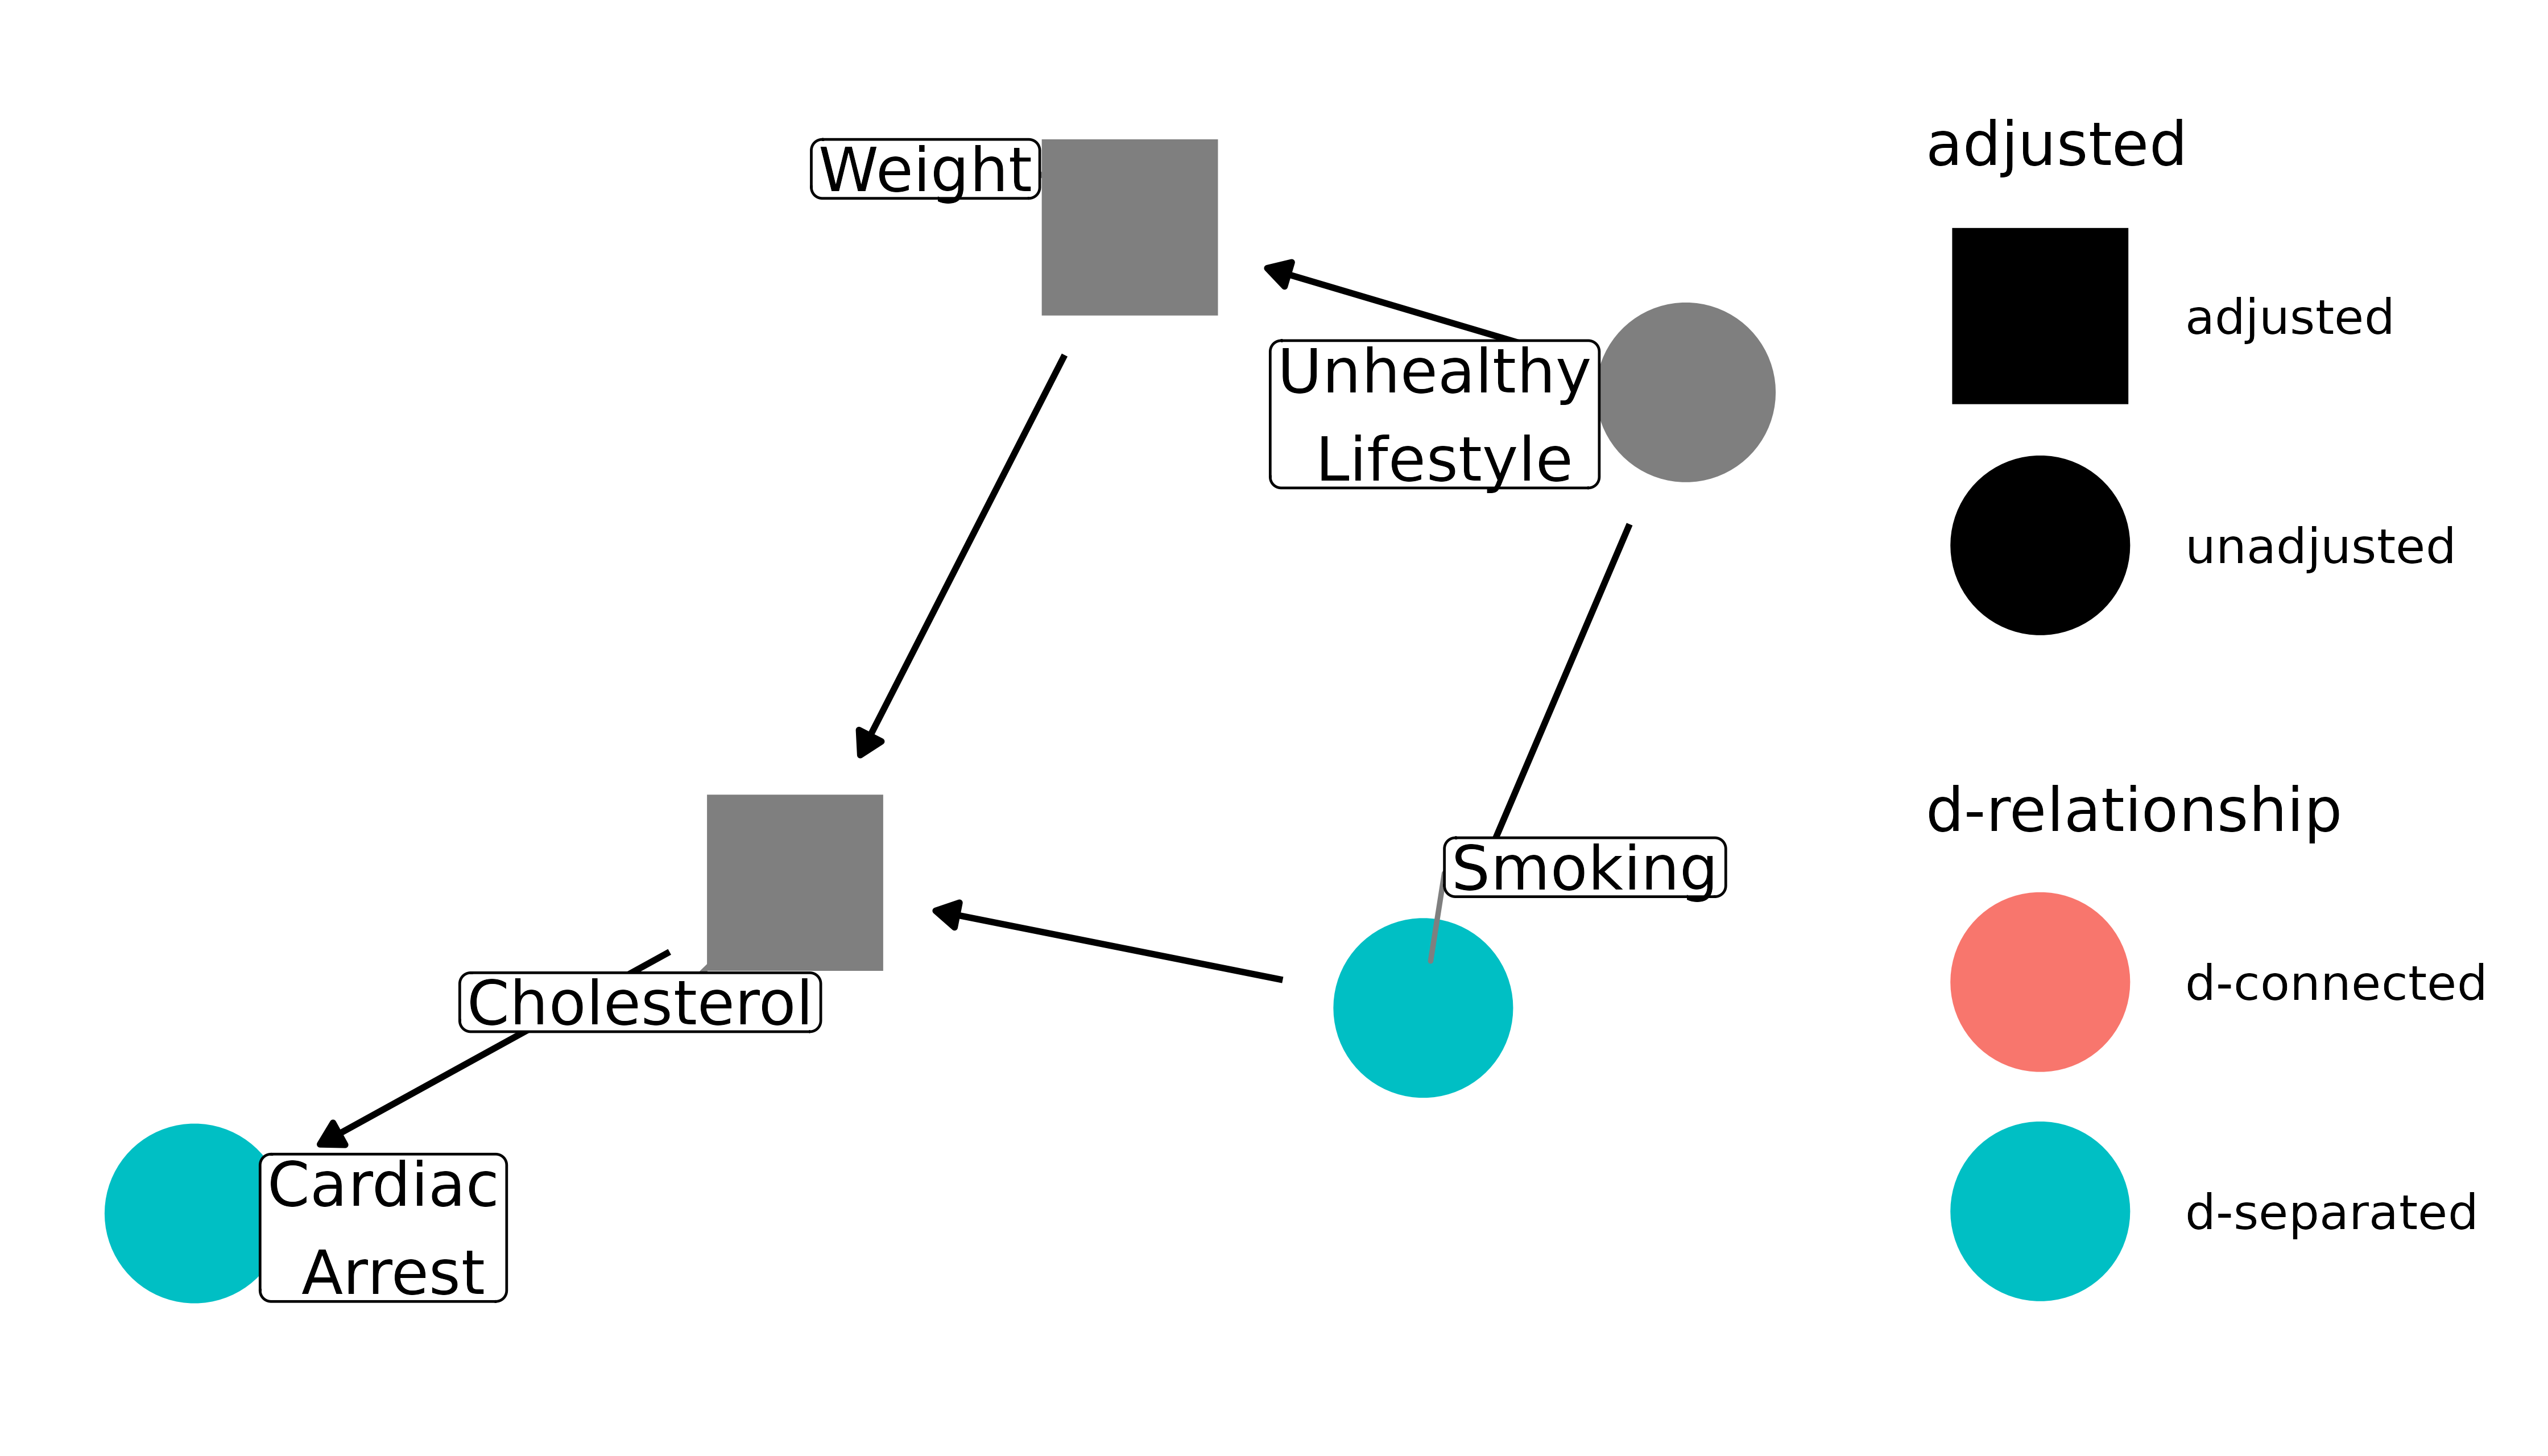 Weight
Unhealthy
Lifestyle
Smoking
Cholesterol
Cardiac
Arrest
adjusted
adjusted
unadjusted
d-relationship
d-connected
d-separated